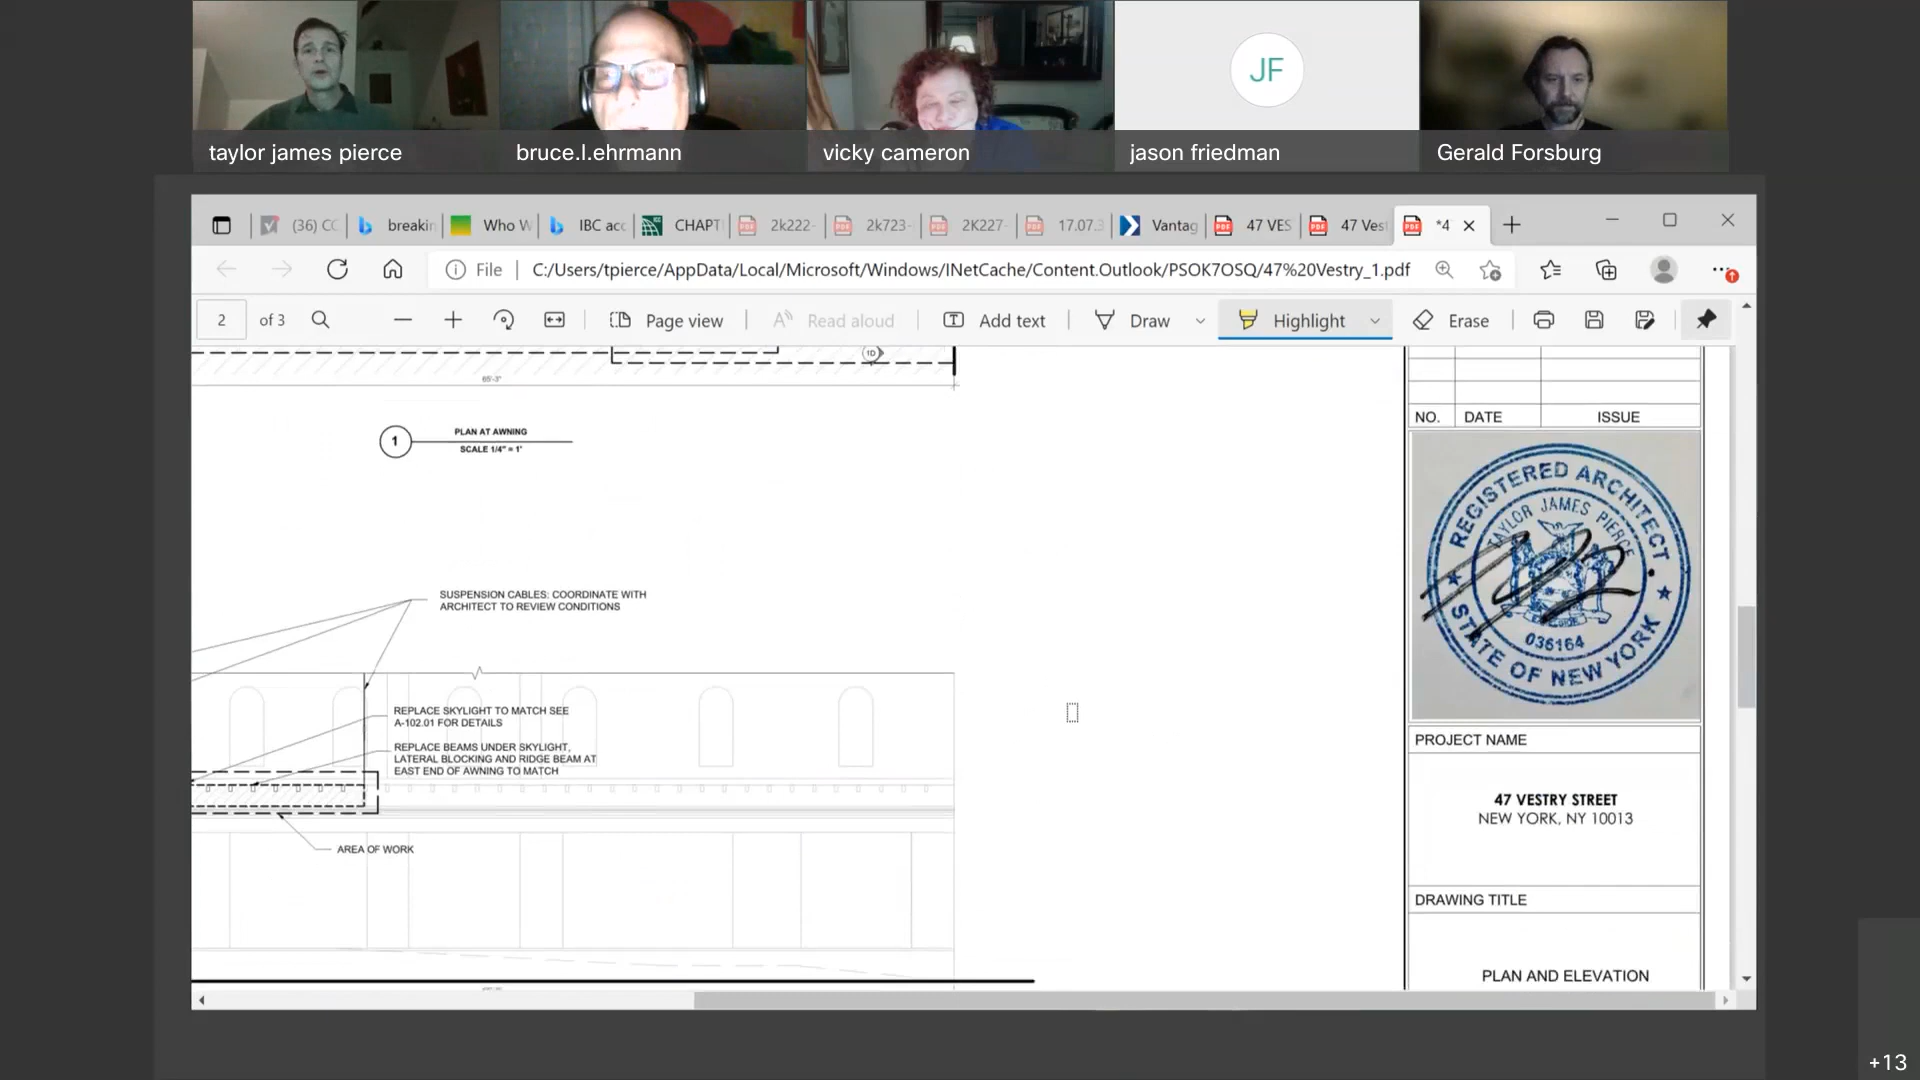 taylor james pierce
bruce.l.ehrmann
vicky cameron
JF
jason friedman
Gerald Forsburg
(36) CC
breakin
Who W
IBC acc
CHAPT
2k222-
2k723-
2K227-
17.07.3
Vantag
47 VES
47 Ves
*4
File
C:/Users/tpierce/AppData/Local/Microsoft/Windows/INetCache/Content.Outlook/PSOK7OSQ/47%20Vestry_1.pdf
2 of 3
Page view
Read aloud
Add text
Draw
Highlight
Erase
1D
65'-3"
1
PLAN AT AWNING
SCALE 1/4" = 1'
SUSPENSION CABLES: COORDINATE WITH
ARCHITECT TO REVIEW CONDITIONS
REPLACE SKYLIGHT TO MATCH SEE
A-102.01 FOR DETAILS
REPLACE BEAMS UNDER SKYLIGHT,
LATERAL BLOCKING AND RIDGE BEAM AT
EAST END OF AWNING TO MATCH
AREA OF WORK
NO. DATE ISSUE
REGISTERED ARCHITECT
TAYLOR JAMES PIERCE
036164
STATE OF NEW YORK
PROJECT NAME
47 VESTRY STREET
NEW YORK, NY 10013
DRAWING TITLE
PLAN AND ELEVATION
+13